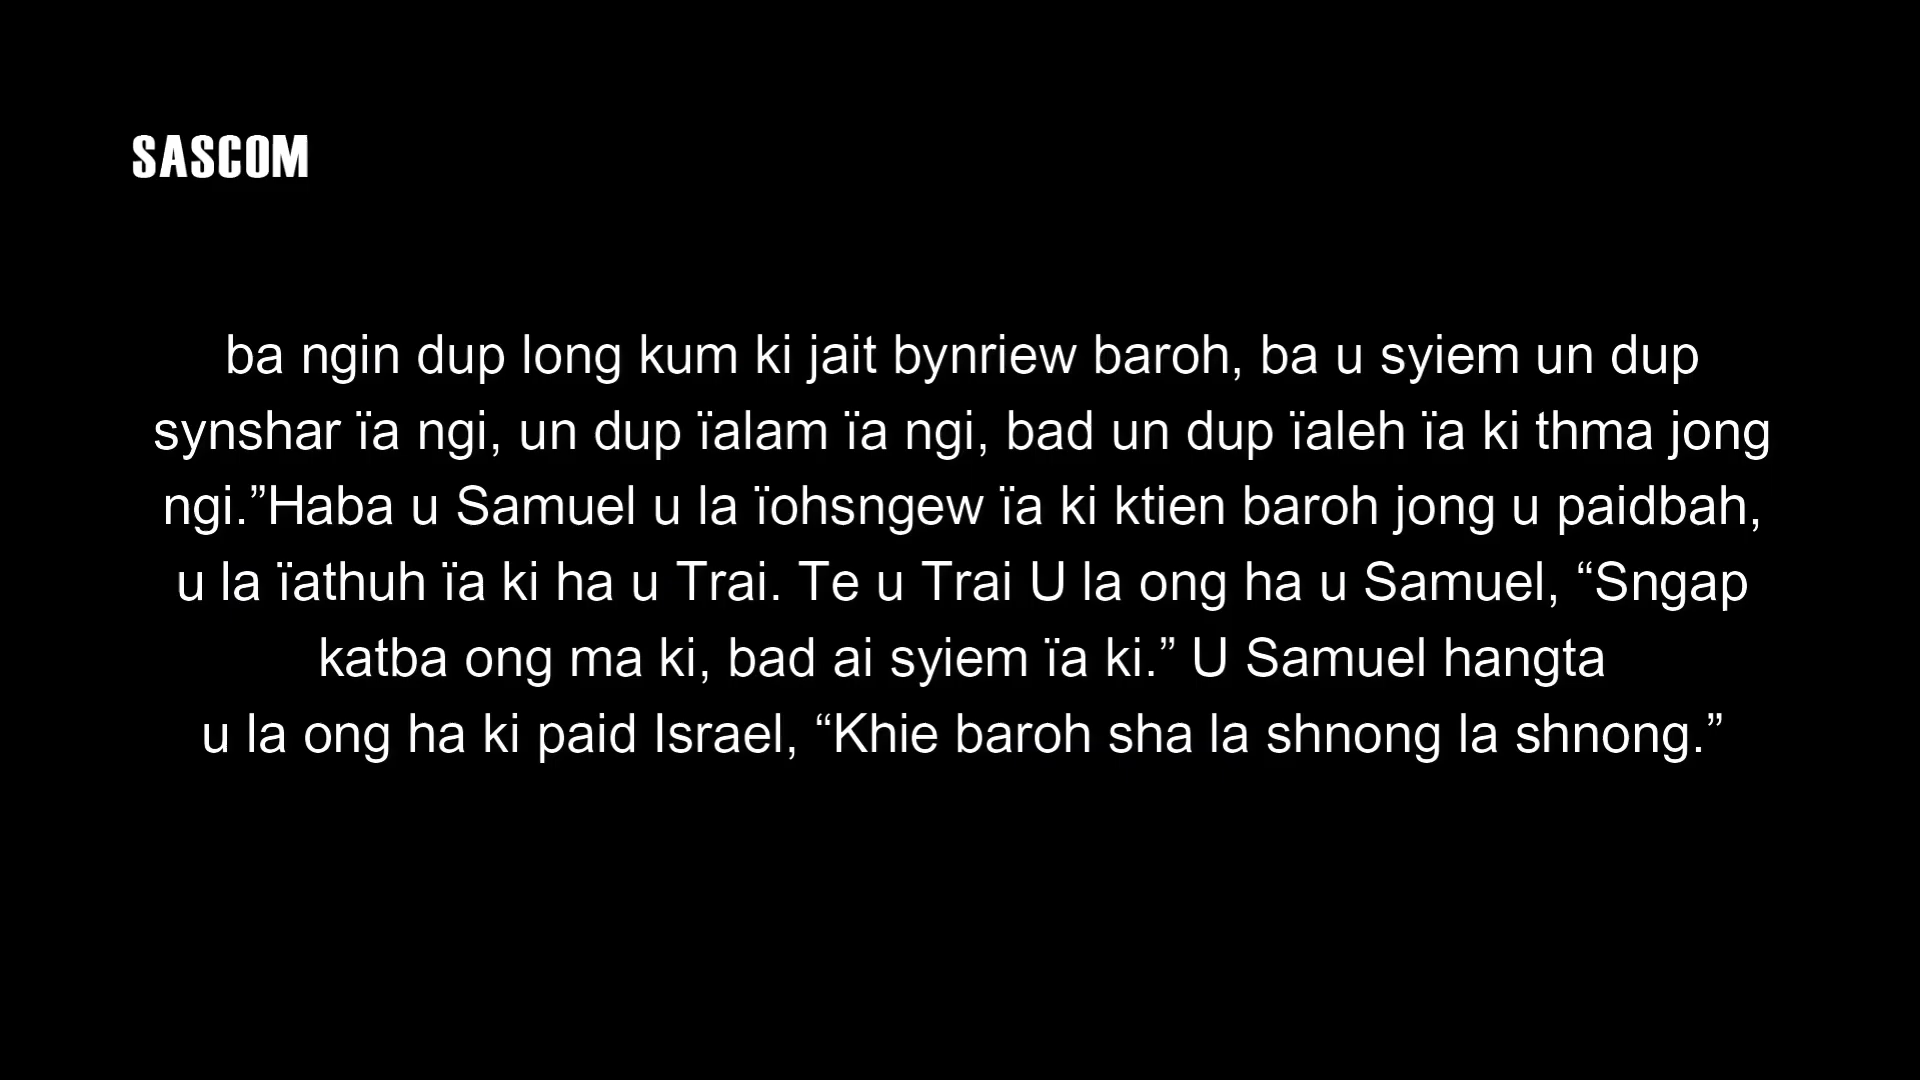 SASCOM
ba ngin dup long kum ki jait bynriew baroh, ba u syiem un dup
synshar ïa ngi, un dup ïalam ïa ngi, bad un dup ïaleh ïa ki thma jong
ngi.”Haba u Samuel u la ïohsngew ïa ki ktien baroh jong u paidbah,
u la ïathuh ïa ki ha u Trai. Te u Trai U la ong ha u Samuel, “Sngap
katba ong ma ki, bad ai syiem ïa ki.” U Samuel hangta
u la ong ha ki paid Israel, “Khie baroh sha la shnong la shnong.”